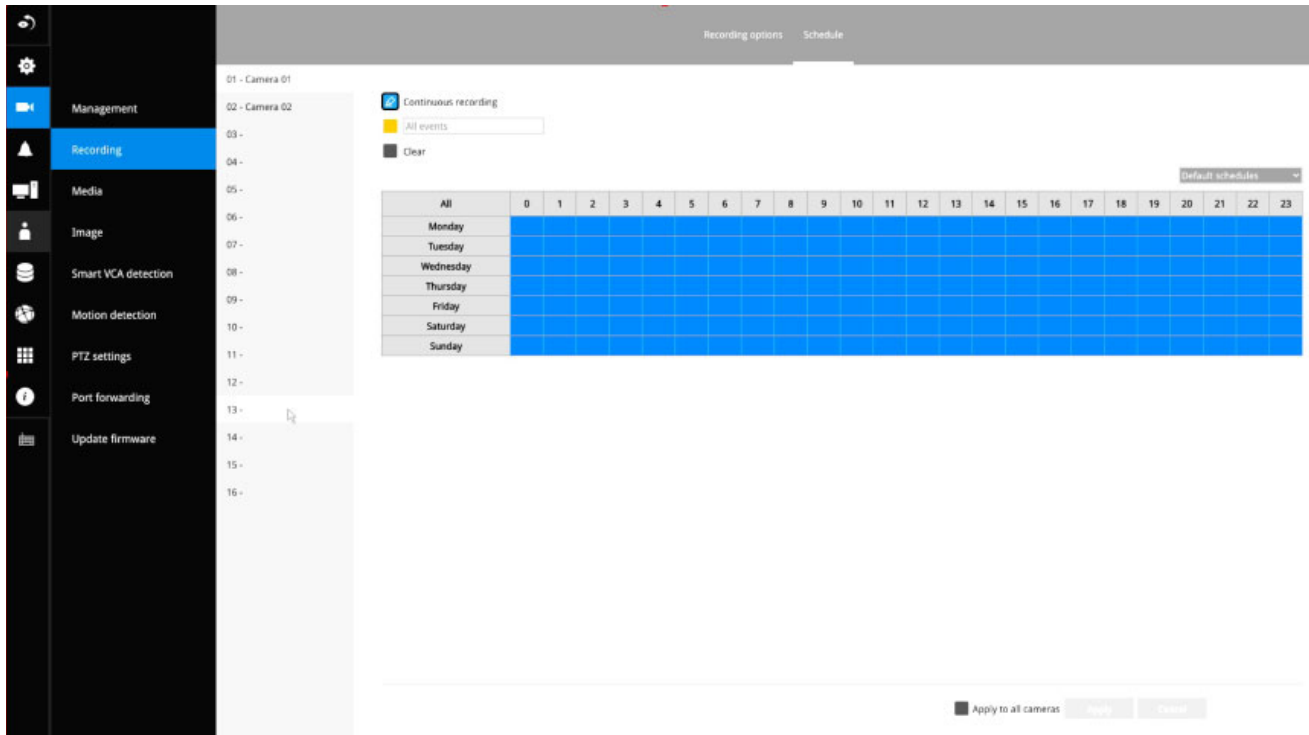 Recording options Schedule
Management
Recording
Media
Image
Smart VCA detection
Motion detection
PTZ settings
Port forwarding
Update firmware
01 - Camera 01
02 - Camera 02
03 -
04 -
05 -
06 -
07 -
08 -
09 -
10 -
11 -
12 -
13 -
14 -
15 -
16 -
Continuous recording
All events
Clear
Default schedules
All 0 1 2 3 4 5 6 7 8 9 10 11 12 13 14 15 16 17 18 19 20 21 22 23
Monday
Tuesday
Wednesday
Thursday
Friday
Saturday
Sunday
Apply to all cameras Apply Cancel